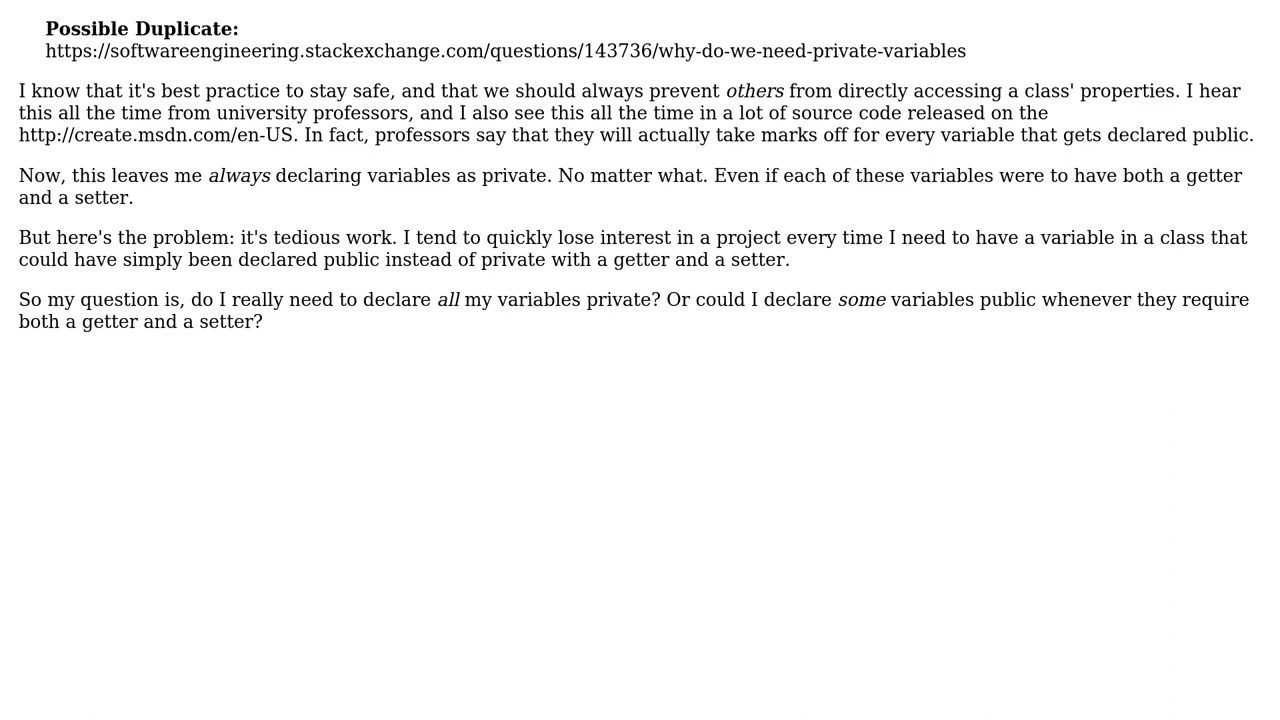 Possible Duplicate:
https://softwareengineering.stackexchange.com/questions/143736/why-do-we-need-private-variables
I know that it's best practice to stay safe, and that we should always prevent others from directly accessing a class' properties. I hear
this all the time from university professors, and I also see this all the time in a lot of source code released on the
http://create.msdn.com/en-US. In fact, professors say that they will actually take marks off for every variable that gets declared public.
Now, this leaves me always declaring variables as private. No matter what. Even if each of these variables were to have both a getter
and a setter.
But here's the problem: it's tedious work. I tend to quickly lose interest in a project every time I need to have a variable in a class that
could have simply been declared public instead of private with a getter and a setter.
So my question is, do I really need to declare all my variables private? Or could I declare some variables public whenever they require
both a getter and a setter?